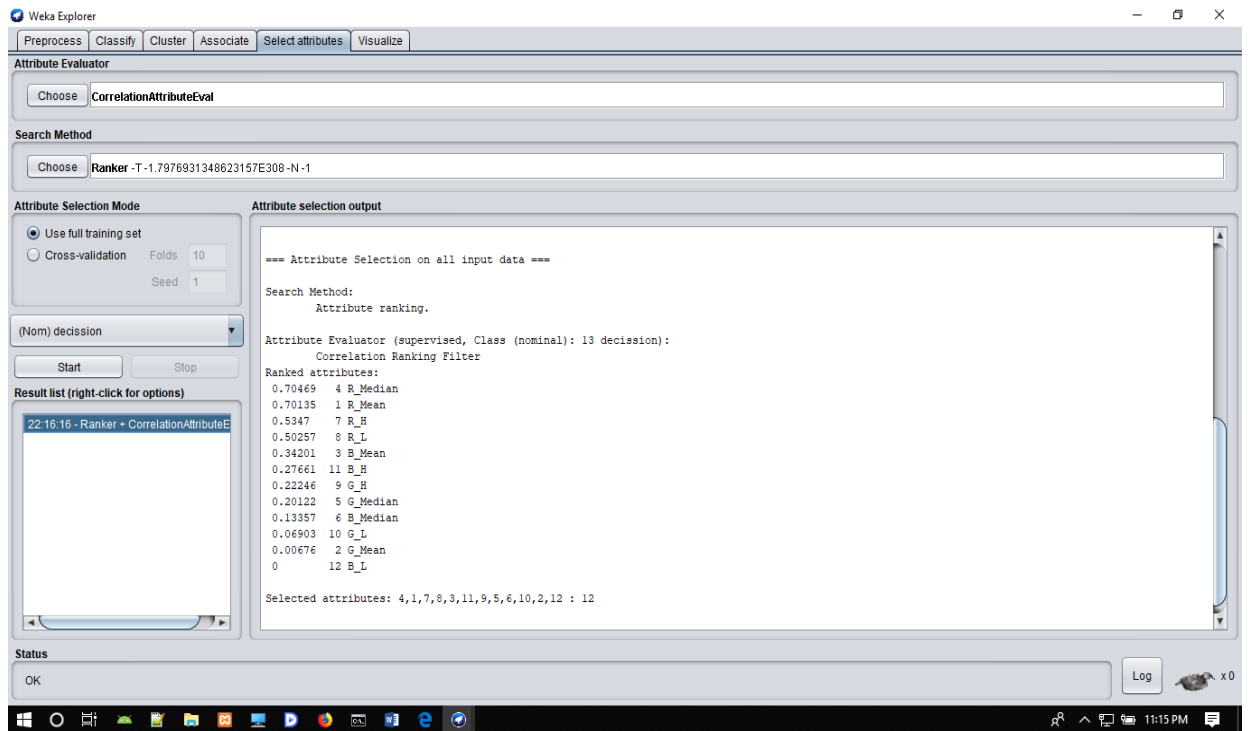 Weka Explorer
Preprocess Classify Cluster Associate Select attributes Visualize
Attribute Evaluator
Choose CorrelationAttributeEval
Search Method
Choose Ranker -T -1.7976931348623157E308 -N -1
Attribute Selection Mode
Use full training set
Cross-validation Folds 10
Seed 1
(Nom) decission
Start Stop
Result list (right-click for options)
22:16:16 - Ranker + CorrelationAttributeE
Attribute selection output
=== Attribute Selection on all input data ===
Search Method:
Attribute ranking.
Attribute Evaluator (supervised, Class (nominal): 13 decission):
Correlation Ranking Filter
Ranked attributes:
0.70469 4 R_Median
0.70135 1 R_Mean
0.5347 7 R_H
0.50257 8 R_L
0.34201 3 B_Mean
0.27661 11 B_H
0.22246 9 G_H
0.20122 5 G_Median
0.13357 6 B_Median
0.06903 10 G_L
0.00676 2 G_Mean
0 12 B_L
Selected attributes: 4,1,7,8,3,11,9,5,6,10,2,12 : 12
Status
OK
Log
x 0
11:15 PM